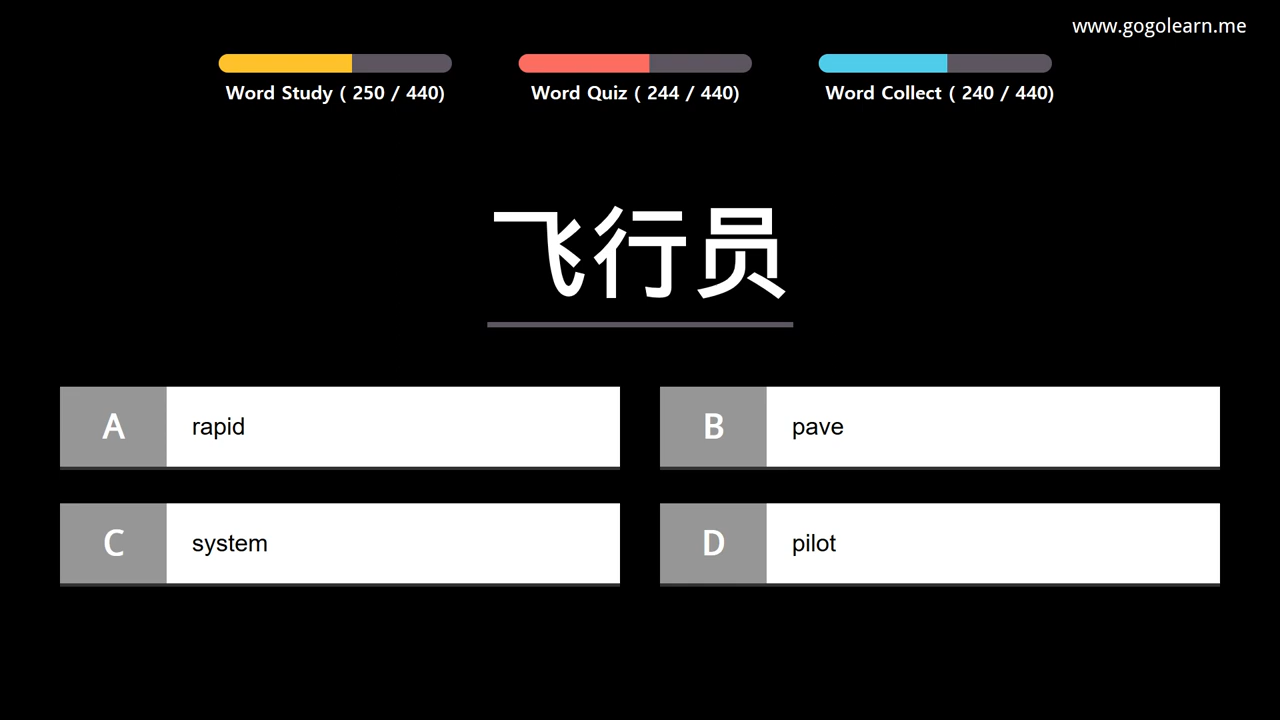 www.gogolearn.me
Word Study ( 250 / 440)
Word Quiz ( 244 / 440)
Word Collect ( 240 / 440)
飞行员
A rapid
B pave
C system
D pilot